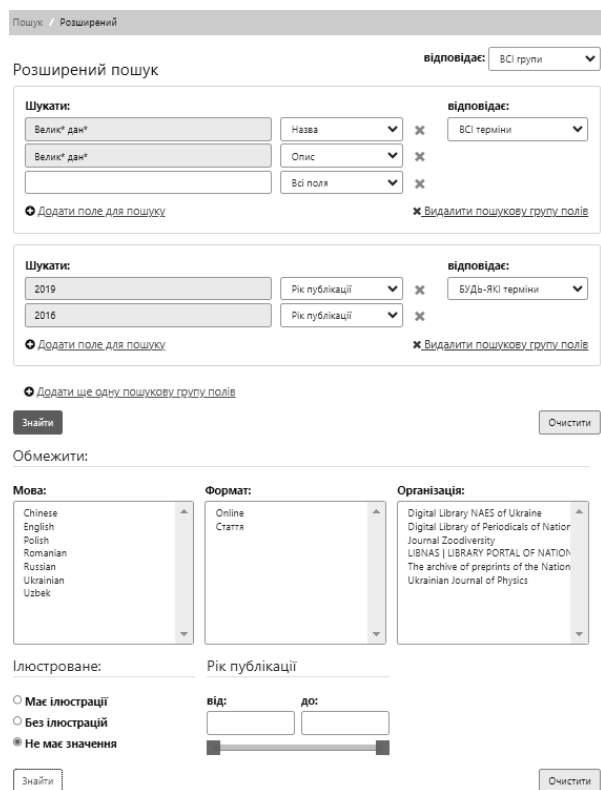 Пошук / Розширений
Розширений пошук
відповідає: ВСІ групи
Шукати: відповідає:
Велик* дан* Назва ВСІ терміни
Велик* дан* Опис
Всі поля
Додати поле для пошуку Видалити пошукову групу полів
Шукати: відповідає:
2019 Рік публікації БУДЬ-ЯКІ терміни
2016 Рік публікації
Додати поле для пошуку Видалити пошукову групу полів
Додати ще одну пошукову групу полів
Знайти Очистити
Обмежити:
Мова: Формат: Організація:
Chinese Online Digital Library NAES of Ukraine
English Стаття Digital Library of Periodicals of Nation
Polish Journal Zoodiversity
Romanian LIBNAS | LIBRARY PORTAL OF NATION
Russian The archive of preprints of the Nation
Ukrainian Ukrainian Journal of Physics
Uzbek
Ілюстроване: Рік публікації
Має ілюстрації від: до:
Без ілюстрацій
Не має значення
Знайти Очистити